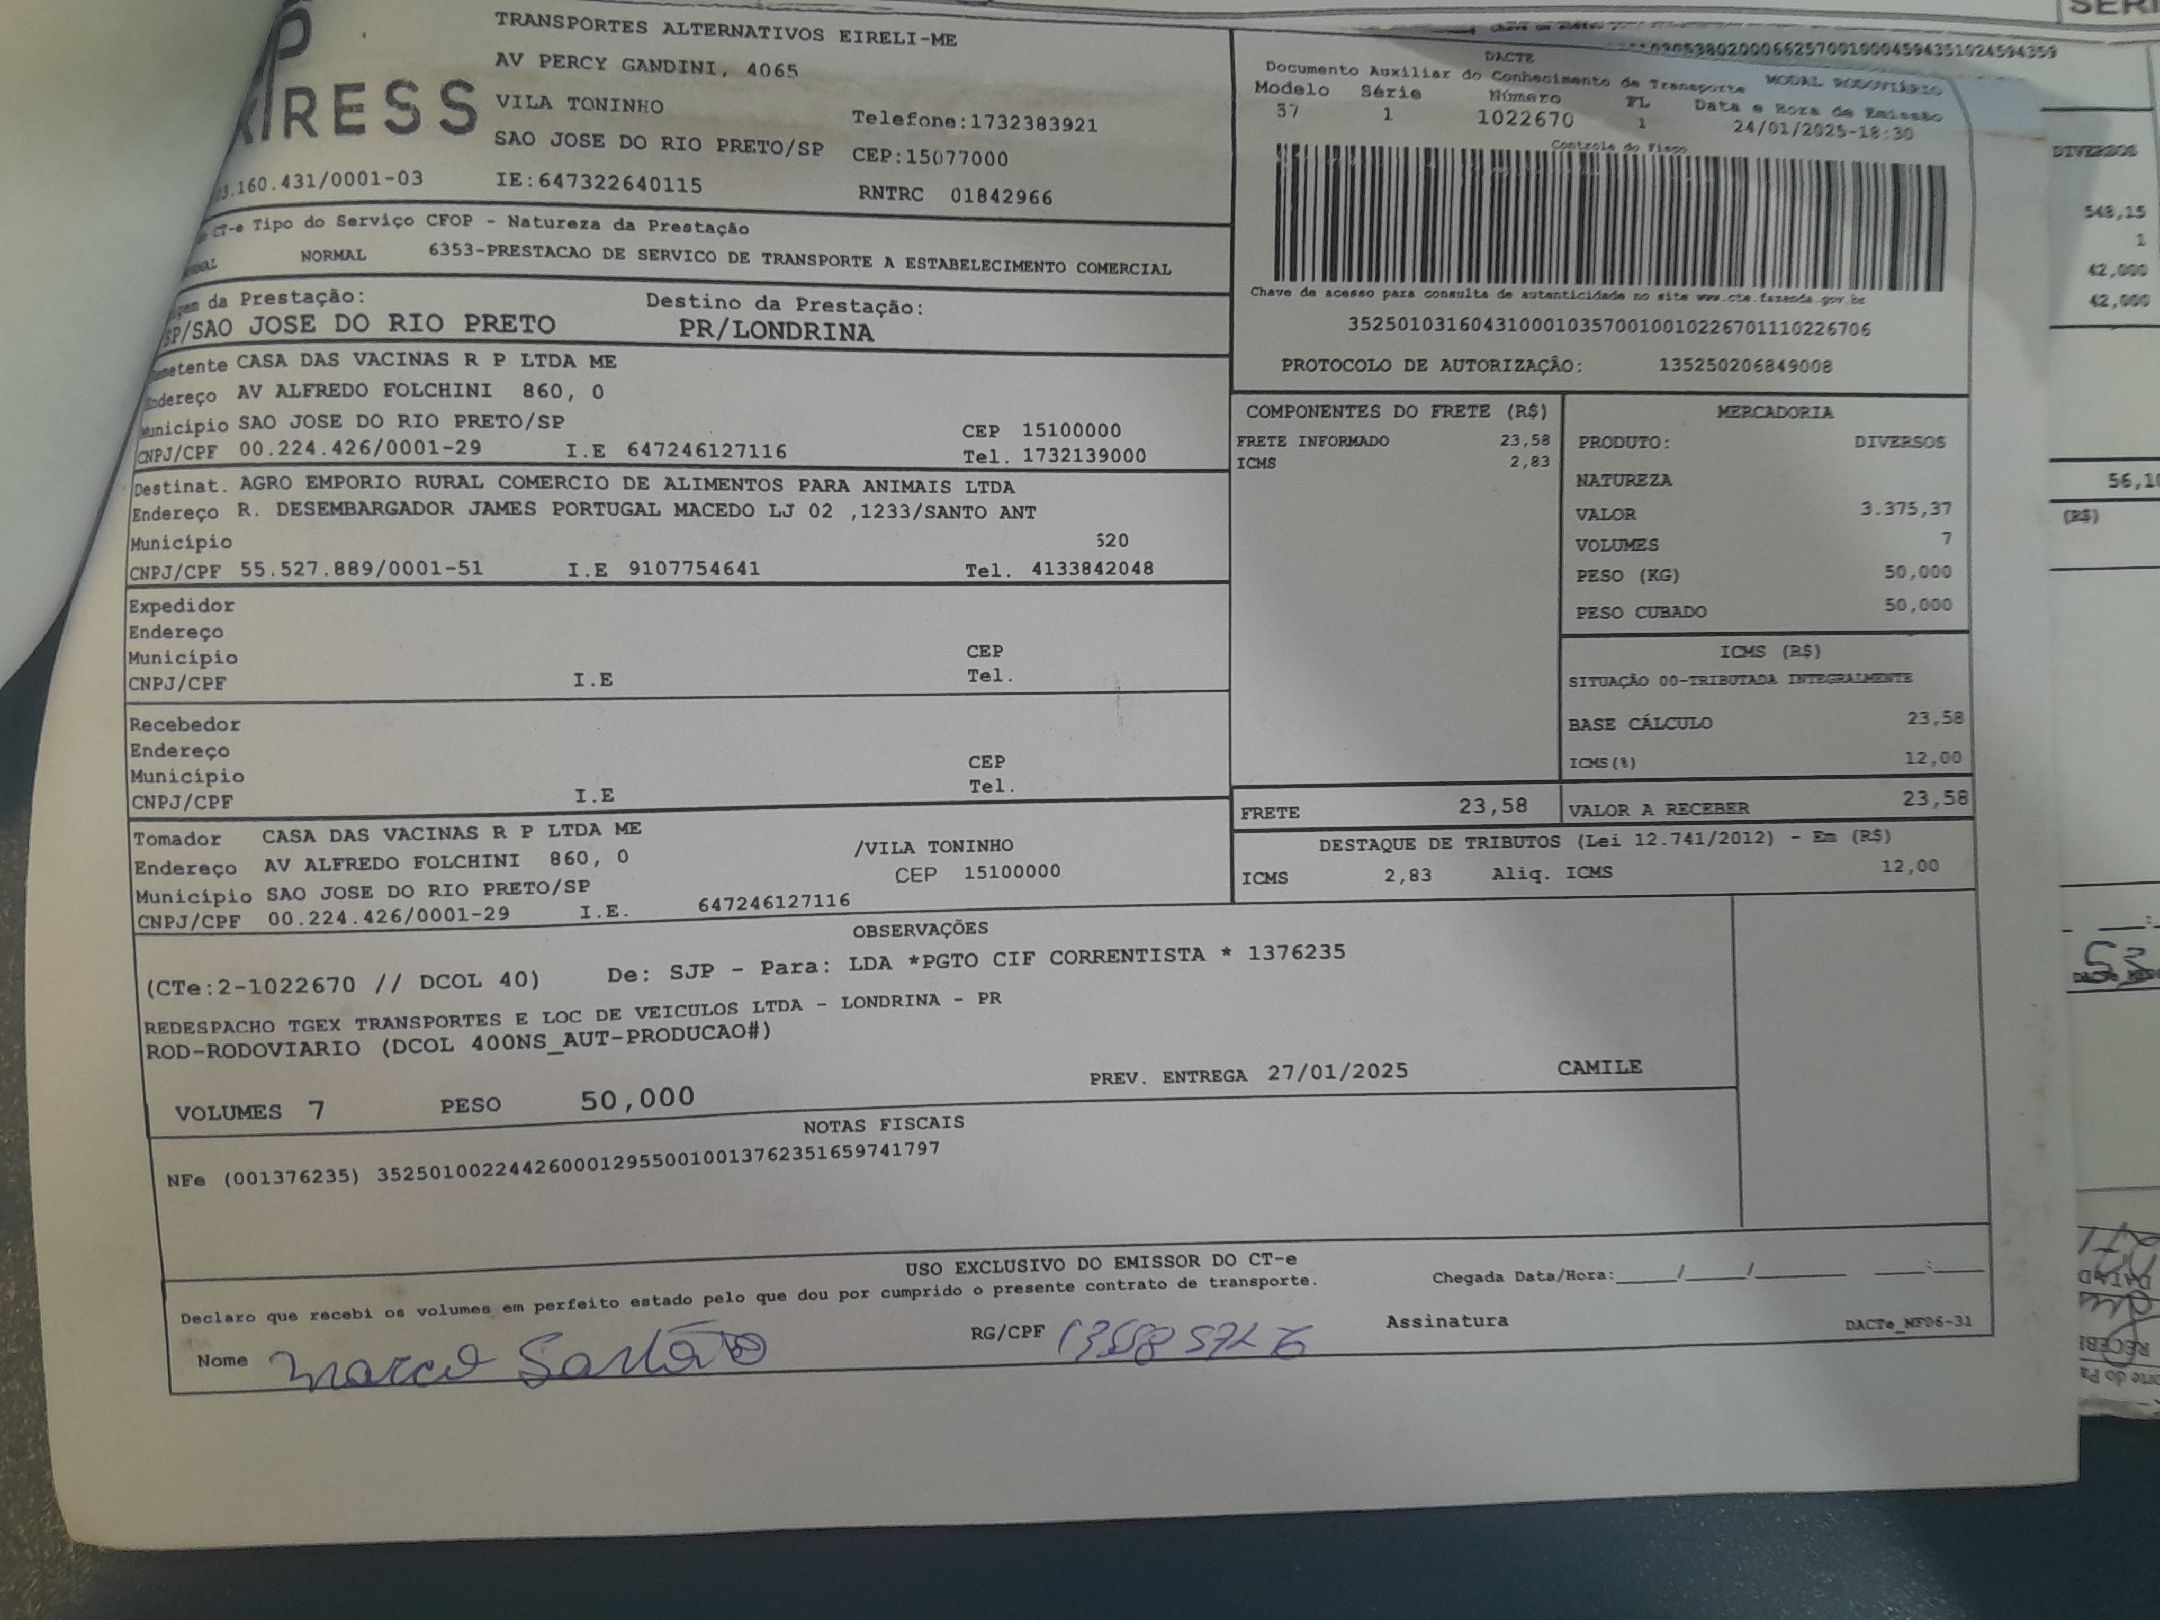 TRANSPORTES ALTERNATIVOS EIRELI-ME
AV PERCY GANDINI, 4065
VILA TONINHO
Telefone:1732383921
SAO JOSE DO RIO PRETO/SP
CEP:15077000
.160.431/0001-03
IE:647322640115
RNTRC 01842966
CT-e Tipo do Serviço CFOP - Natureza da Prestação
NORMAL 6353-PRESTACAO DE SERVICO DE TRANSPORTE A ESTABELECIMENTO COMERCIAL
da Prestação:
Destino da Prestação:
SP/SAO JOSE DO RIO PRETO
PR/LONDRINA
metente CASA DAS VACINAS R P LTDA ME
Endereço AV ALFREDO FOLCHINI 860, 0
Município SAO JOSE DO RIO PRETO/SP
CEP 15100000
CNPJ/CPF 00.224.426/0001-29 I.E 647246127116
Tel. 1732139000
Destinat. AGRO EMPORIO RURAL COMERCIO DE ALIMENTOS PARA ANIMAIS LTDA
Endereço R. DESEMBARGADOR JAMES PORTUGAL MACEDO LJ 02 ,1233/SANTO ANT
Município 520
CNPJ/CPF 55.527.889/0001-51 I.E 9107754641 Tel. 4133842048
Expedidor
Endereço
Município CEP
CNPJ/CPF I.E Tel.
Recebedor
Endereço
Município CEP
CNPJ/CPF I.E Tel.
Tomador CASA DAS VACINAS R P LTDA ME
Endereço AV ALFREDO FOLCHINI 860, 0 /VILA TONINHO
Município SAO JOSE DO RIO PRETO/SP CEP 15100000
CNPJ/CPF 00.224.426/0001-29 I.E. 647246127116
DACTE
Documento Auxiliar do Conhecimento de Transporte MODAL RODOVIÁRIO
Modelo Série Número FL Data e Hora de Emissão
57 1 1022670 1 24/01/2025-18:30
Controle do Fisco
Chave de acesso para consulta de autenticidade no site www.cte.fazenda.gov.br
35250103160431000103570010010226701110226706
PROTOCOLO DE AUTORIZAÇÃO: 135250206849008
COMPONENTES DO FRETE (R$)
FRETE INFORMADO 23,58
ICMS 2,83
MERCADORIA
PRODUTO: DIVERSOS
NATUREZA
VALOR 3.375,37
VOLUMES 7
PESO (KG) 50,000
PESO CUBADO 50,000
ICMS (R$)
SITUAÇÃO 00-TRIBUTADA INTEGRALMENTE
BASE CÁLCULO 23,58
ICMS(%) 12,00
FRETE 23,58
VALOR A RECEBER 23,58
DESTAQUE DE TRIBUTOS (Lei 12.741/2012) - Em (R$)
ICMS 2,83 Aliq. ICMS 12,00
OBSERVAÇÕES
(CTe:2-1022670 // DCOL 40) De: SJP - Para: LDA *PGTO CIF CORRENTISTA * 1376235
REDESPACHO TGEX TRANSPORTES E LOC DE VEICULOS LTDA - LONDRINA - PR
ROD-RODOVIARIO (DCOL 400NS_AUT-PRODUCAO#)
PREV. ENTREGA 27/01/2025 CAMILE
VOLUMES 7 PESO 50,000
NOTAS FISCAIS
NFe (001376235) 35250100224426000129550010013762351659741797
USO EXCLUSIVO DO EMISSOR DO CT-e
Declaro que recebi os volumes em perfeito estado pelo que dou por cumprido o presente contrato de transporte.
Chegada Data/Hora:_____/_____/________ ____:____
Nome Marco
RG/CPF
Assinatura
DACTe_MF06-31
DIVERSOS
548,15
1
42,000
42,000
(R$)
53